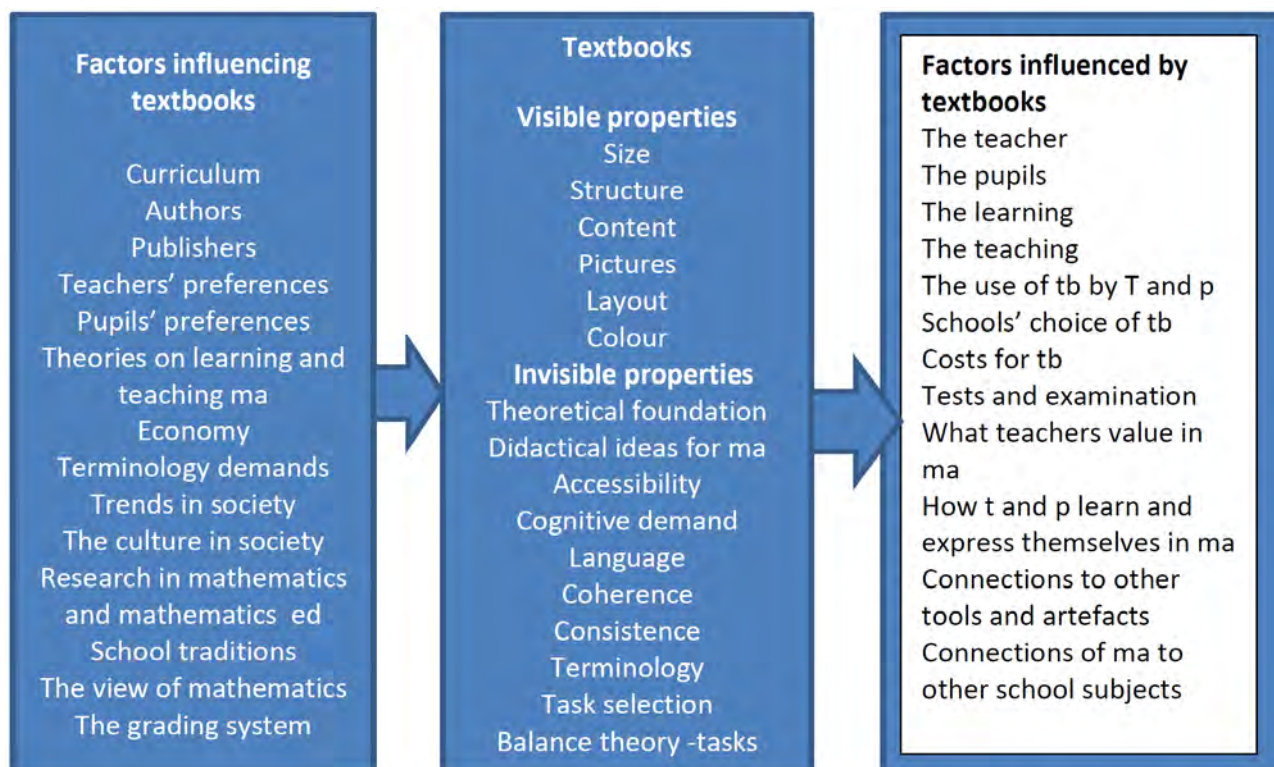 Factors influencing
textbooks
Curriculum
Authors
Publishers
Teachers’ preferences
Pupils’ preferences
Theories on learning and
teaching ma
Economy
Terminology demands
Trends in society
The culture in society
Research in mathematics
and mathematics ed
School traditions
The view of mathematics
The grading system
Textbooks
Visible properties
Size
Structure
Content
Pictures
Layout
Colour
Invisible properties
Theoretical foundation
Didactical ideas for ma
Accessibility
Cognitive demand
Language
Coherence
Consistence
Terminology
Task selection
Balance theory -tasks
Factors influenced by
textbooks
The teacher
The pupils
The learning
The teaching
The use of tb by T and p
Schools’ choice of tb
Costs for tb
Tests and examination
What teachers value in
ma
How t and p learn and
express themselves in ma
Connections to other
tools and artefacts
Connections of ma to
other school subjects